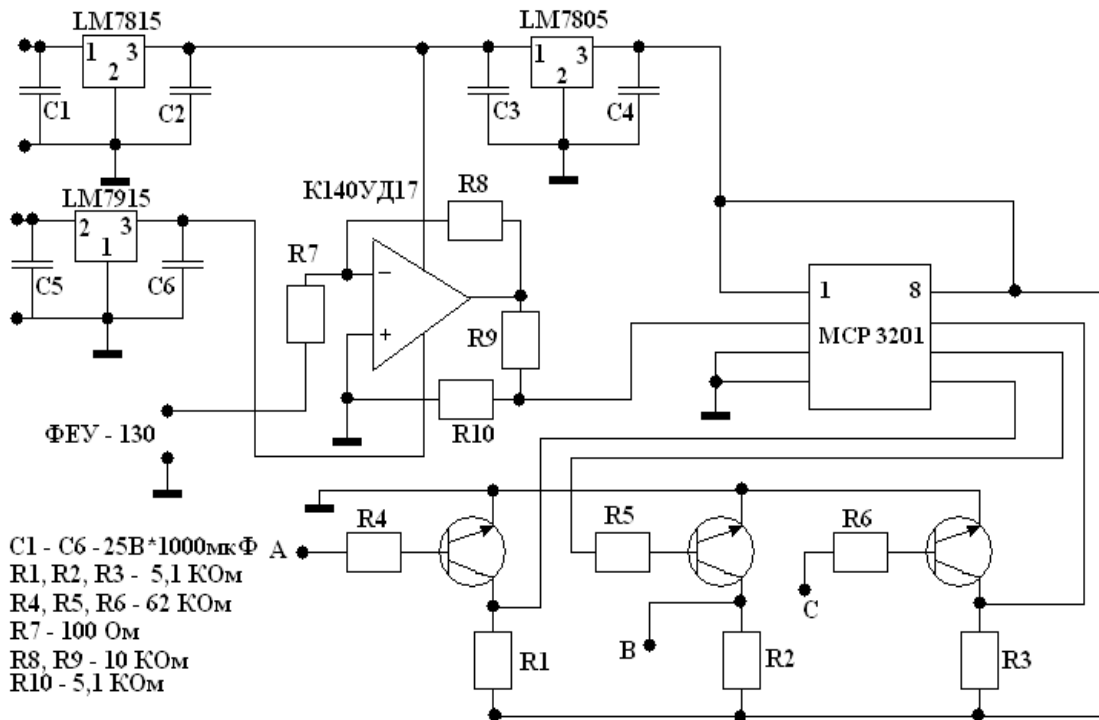 LM7815
1 3
2
C1
C2
LM7805
1 3
2
C3
C4
LM7915
2 3
1
C5
C6
К140УД17
R8
R7
−
+
R9
R10
1 8
MCP 3201
ФЕУ - 130
R4
R5
R6
A
B
C
R1
R2
R3
C1 - C6 -25В*1000мкФ
R1, R2, R3 - 5,1 КОм
R4, R5, R6 - 62 КОм
R7 - 100 Ом
R8, R9 - 10 КОм
R10 - 5,1 КОм